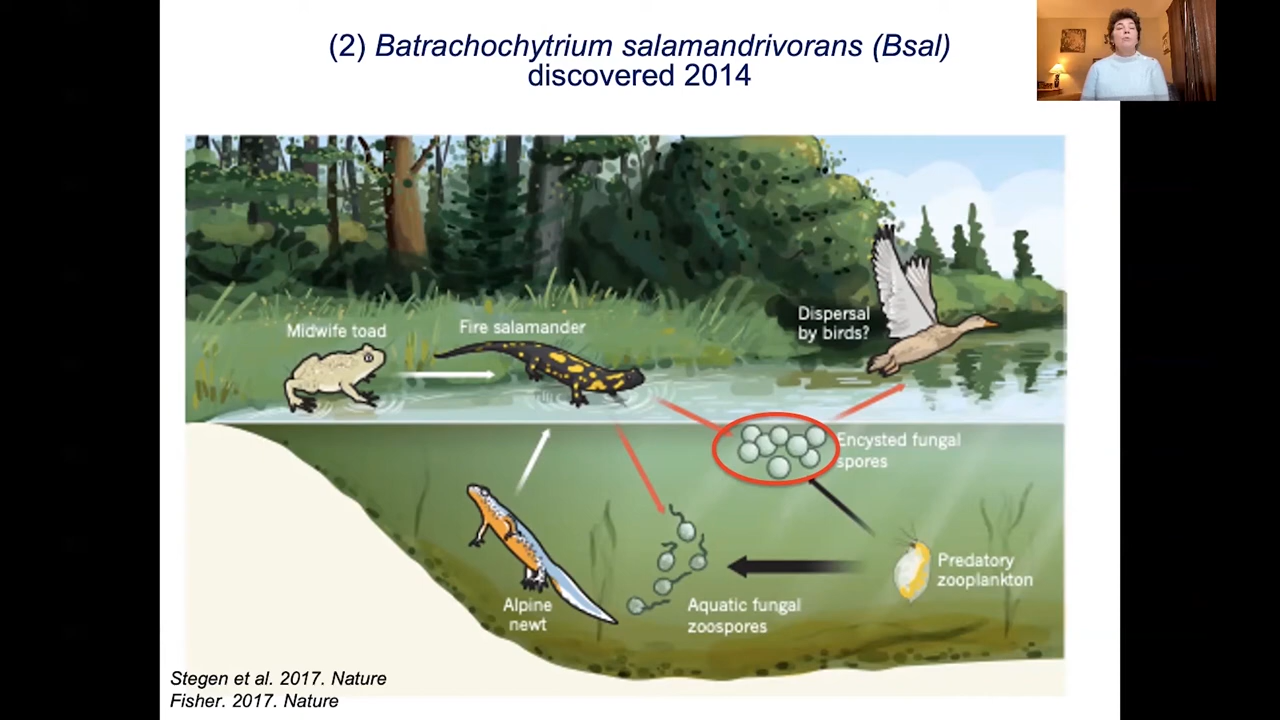 (2) Batrachochytrium salamandrivorans (Bsal)
discovered 2014
Midwife toad
Fire salamander
Dispersal
by birds?
Encysted fungal
spores
Predatory
zooplankton
Alpine
newt
Aquatic fungal
zoospores
Stegen et al. 2017. Nature
Fisher. 2017. Nature